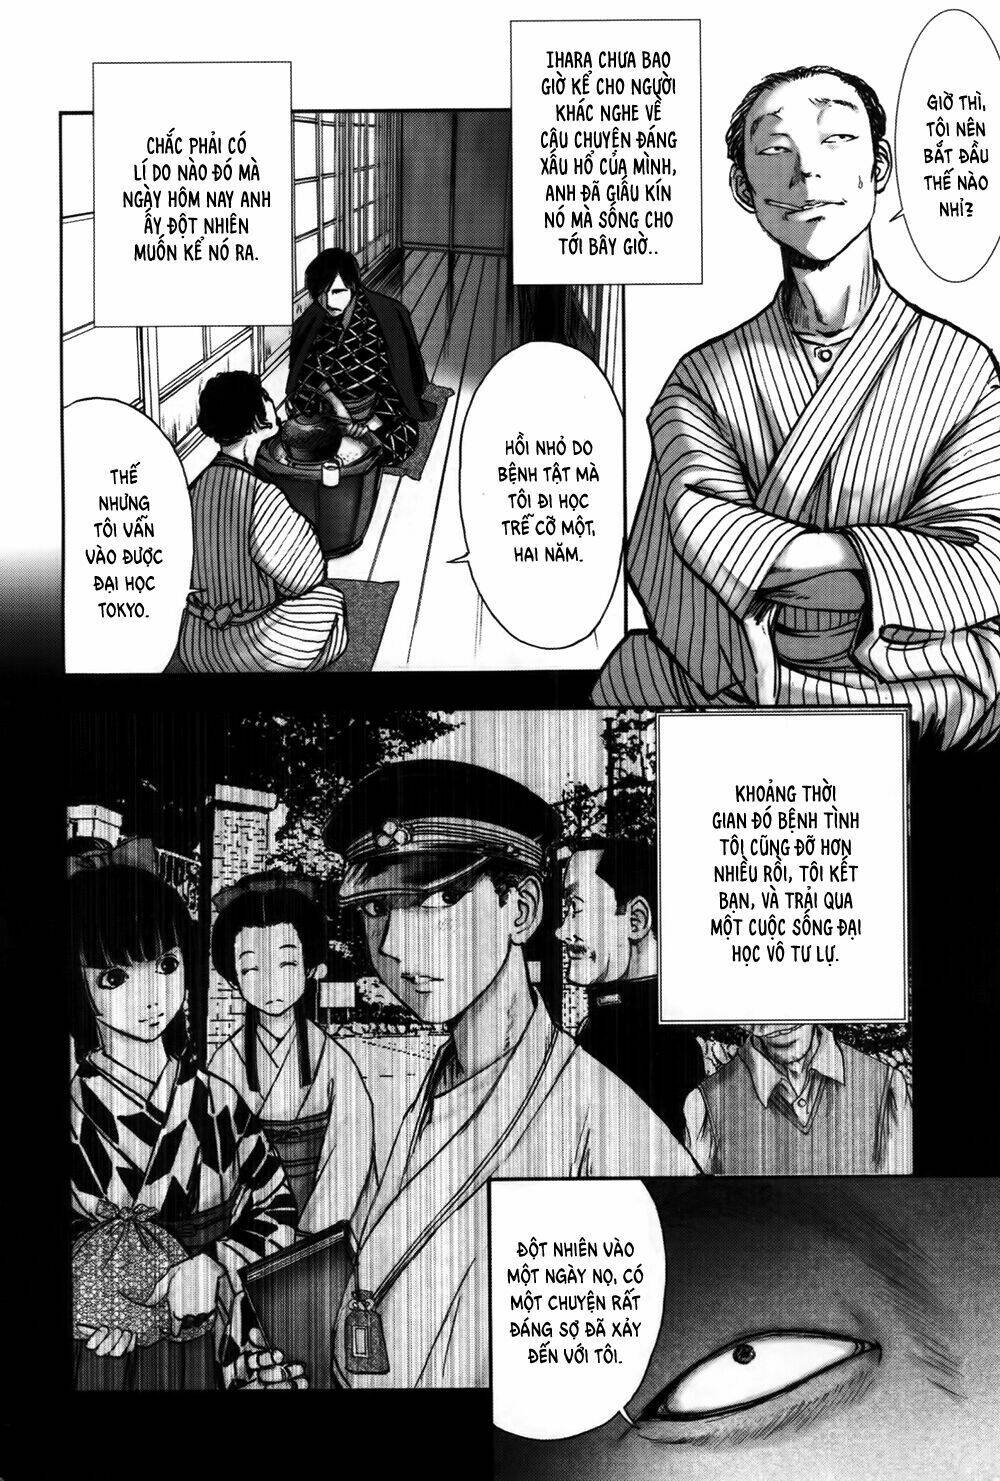 GIỜ THÌ,
TÔI NÊN
BẮT ĐẦU
THẾ NÀO
NHỈ?
IHARA CHƯA BAO
GIỜ KỂ CHO NGƯỜI
KHÁC NGHE VỀ
CÂU CHUYỆN ĐÁNG
XẤU HỔ CỦA MÌNH,
ANH ĐÃ GIẤU KÍN
NÓ MÀ SỐNG CHO
TỚI BÂY GIỜ..
CHẮC PHẢI CÓ
LÍ DO NÀO ĐÓ MÀ
NGÀY HÔM NAY ANH
ẤY ĐỘT NHIÊN
MUỐN KỂ NÓ RA.
HỒI NHỎ DO
BỆNH TẬT MÀ
TÔI ĐI HỌC
TRỄ CỠ MỘT,
HAI NĂM.
THẾ
NHƯNG
TÔI VẪN
VÀO ĐƯỢC
ĐẠI HỌC
TOKYO.
KHOẢNG THỜI
GIAN ĐÓ BỆNH TÌNH
TÔI CŨNG ĐỠ HƠN
NHIỀU RỒI, TÔI KẾT
BẠN, VÀ TRẢI QUA
MỘT CUỘC SỐNG ĐẠI
HỌC VÔ TƯ LỰ.
ĐỘT NHIÊN VÀO
MỘT NGÀY NỌ, CÓ
MỘT CHUYỆN RẤT
ĐÁNG SỢ ĐÃ XẢY
ĐẾN VỚI TÔI.